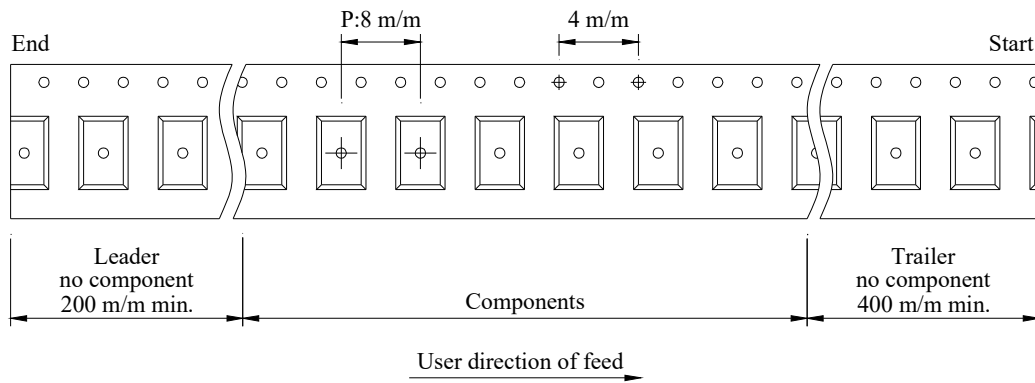 P:8 m/m
4 m/m
End
Start
Leader
no component
200 m/m min.
Components
Trailer
no component
400 m/m min.
User direction of feed